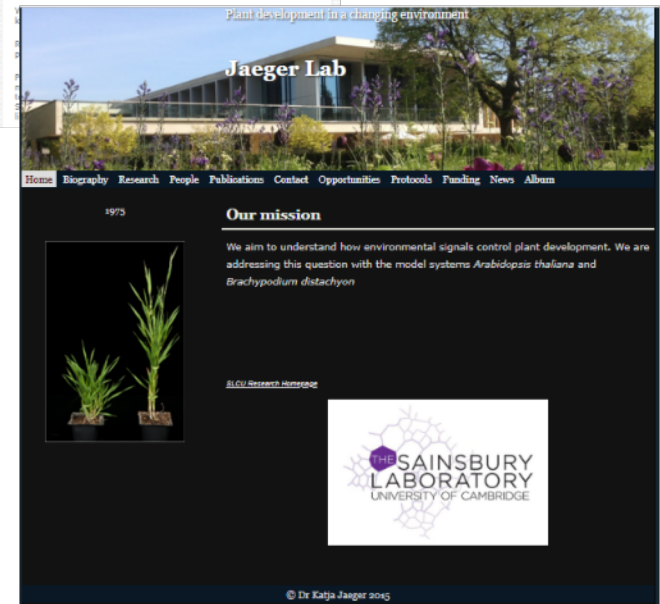 Plant development in a changing environment
Jaeger Lab
Home Biography Research People Publications Contact Opportunities Protocols Funding News Album
1975
Our mission
We aim to understand how environmental signals control plant development. We are
addressing this question with the model systems Arabidopsis thaliana and
Brachypodium distachyon
SLCU Research Homepage
THE SAINSBURY
LABORATORY
UNIVERSITY OF CAMBRIDGE
© Dr Katja Jaeger 2015